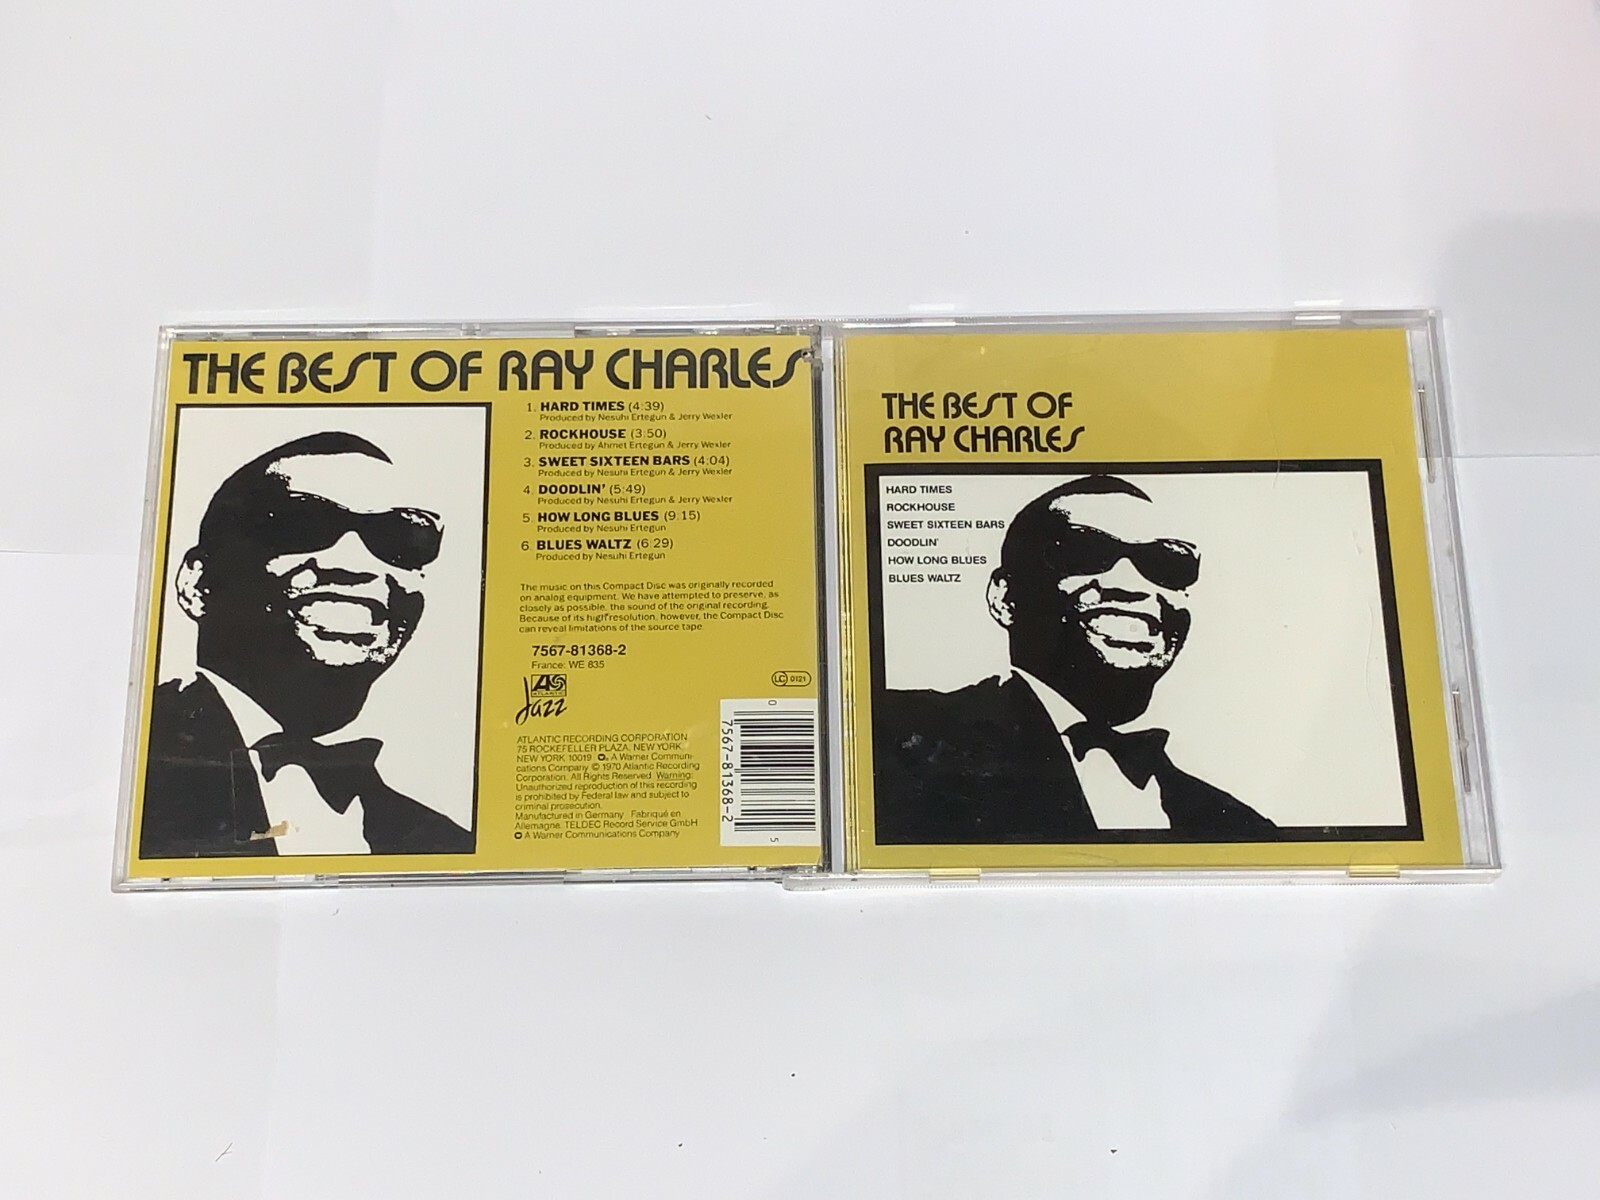 THE BEST OF RAY CHARLES
1. HARD TIMES (4:39)
Produced by Nesuhi Ertegun & Jerry Wexler
2. ROCKHOUSE (3:50)
Produced by Ahmet Ertegun & Jerry Wexler
3. SWEET SIXTEEN BARS (4:04)
Produced by Nesuhi Ertegun & Jerry Wexler
4. DOODLIN' (5:49)
Produced by Nesuhi Ertegun & Jerry Wexler
5. HOW LONG BLUES (9:15)
Produced by Nesuhi Ertegun
6. BLUES WALTZ (6:29)
Produced by Nesuhi Ertegun
The music on this Compact Disc was originally recorded
on analog equipment. We have attempted to preserve, as
closely as possible, the sound of the original recording.
Because of its high resolution, however, the Compact Disc
can reveal limitations of the source tape.
7567-81368-2
France: WE 835
ATLANTIC
Jazz
LC 0121
ATLANTIC RECORDING CORPORATION,
75 ROCKEFELLER PLAZA, NEW YORK,
NEW YORK 10019 A Warner Communi-
cations Company © 1970 Atlantic Recording
Corporation. All Rights Reserved. Warning:
Unauthorized reproduction of this recording
is prohibited by Federal law and subject to
criminal prosecution.
Manufactured in Germany Fabriqué en
Allemagne. TELDEC Record Service GmbH
A Warner Communications Company
0
7567-81368-2
5
THE BEST OF
RAY CHARLES
HARD TIMES
ROCKHOUSE
SWEET SIXTEEN BARS
DOODLIN'
HOW LONG BLUES
BLUES WALTZ